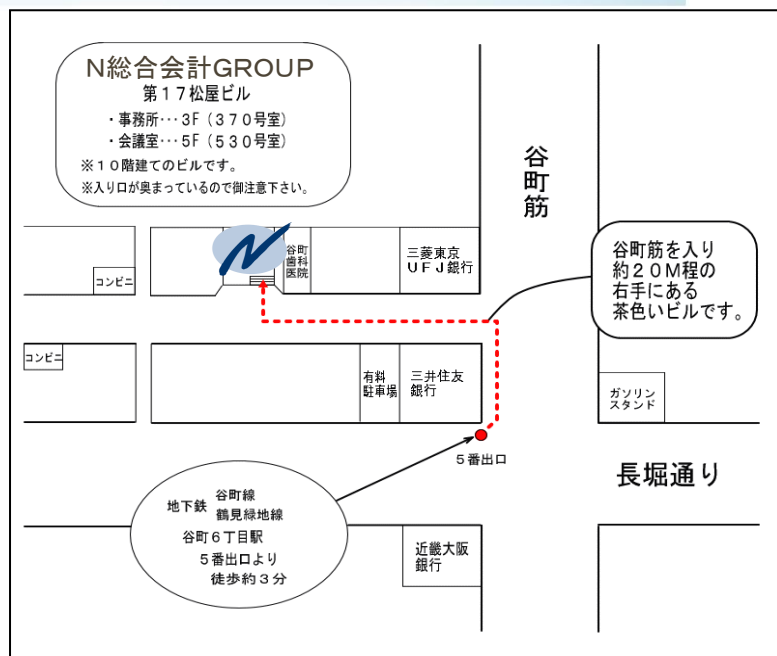 N総合会計GROUP
第１７松屋ビル
・事務所･･･３F（３７０号室）
・会議室･･･５F（５３０号室）
※１０階建てのビルです。
※入り口が奥まっているので御注意下さい。
谷町筋
N
谷町
歯科
医院
三菱東京
ＵＦＪ銀行
コンビニ
谷町筋を入り
約２０Ｍ程の
右手にある
茶色いビルです。
コンビニ
有料
駐車場
三井住友
銀行
ガソリン
スタンド
５番出口
長堀通り
地下鉄 谷町線
鶴見緑地線
谷町６丁目駅
５番出口より
徒歩約３分
近畿大阪
銀行